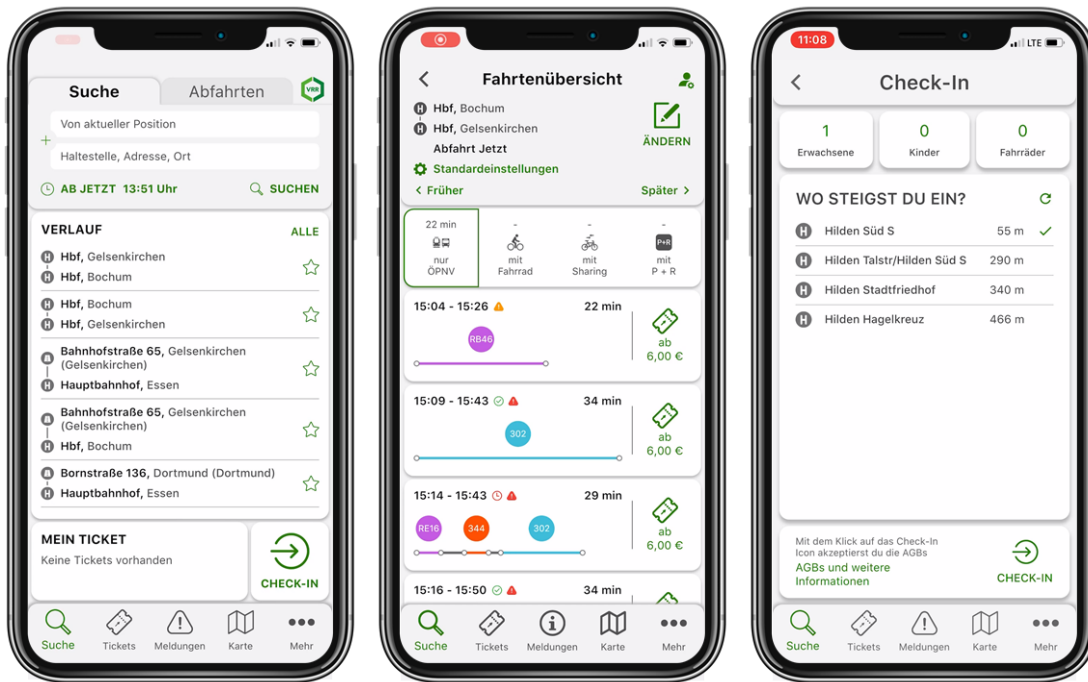 Suche
Abfahrten
VRR
Von aktueller Position
+
Haltestelle, Adresse, Ort
AB JETZT 13:51 Uhr
SUCHEN
VERLAUF
ALLE
H Hbf, Gelsenkirchen
H Hbf, Bochum
H Hbf, Bochum
H Hbf, Gelsenkirchen
Bahnhofstraße 65, Gelsenkirchen
(Gelsenkirchen)
H Hauptbahnhof, Essen
Bahnhofstraße 65, Gelsenkirchen
(Gelsenkirchen)
H Hbf, Bochum
Bornstraße 136, Dortmund (Dortmund)
H Hauptbahnhof, Essen
MEIN TICKET
Keine Tickets vorhanden
CHECK-IN
Suche
Tickets
Meldungen
Karte
Mehr
Fahrtenübersicht
H Hbf, Bochum
H Hbf, Gelsenkirchen
Abfahrt Jetzt
ÄNDERN
Standardeinstellungen
< Früher
Später >
22 min
nur
ÖPNV
-
mit
Fahrrad
-
mit
Sharing
-
P+R
mit
P + R
15:04 - 15:26
22 min
RB46
ab
6,00 €
15:09 - 15:43
34 min
302
ab
6,00 €
15:14 - 15:43
29 min
RE16
344
302
ab
6,00 €
15:16 - 15:50
34 min
Suche
Tickets
Meldungen
Karte
Mehr
11:08
LTE
Check-In
1
Erwachsene
0
Kinder
0
Fahrräder
WO STEIGST DU EIN?
H Hilden Süd S 55 m
H Hilden Talstr/Hilden Süd S 290 m
H Hilden Stadtfriedhof 340 m
H Hilden Hagelkreuz 466 m
Mit dem Klick auf das Check-In
Icon akzeptierst du die AGBs
AGBs und weitere
Informationen
CHECK-IN
Suche
Tickets
Meldungen
Karte
Mehr